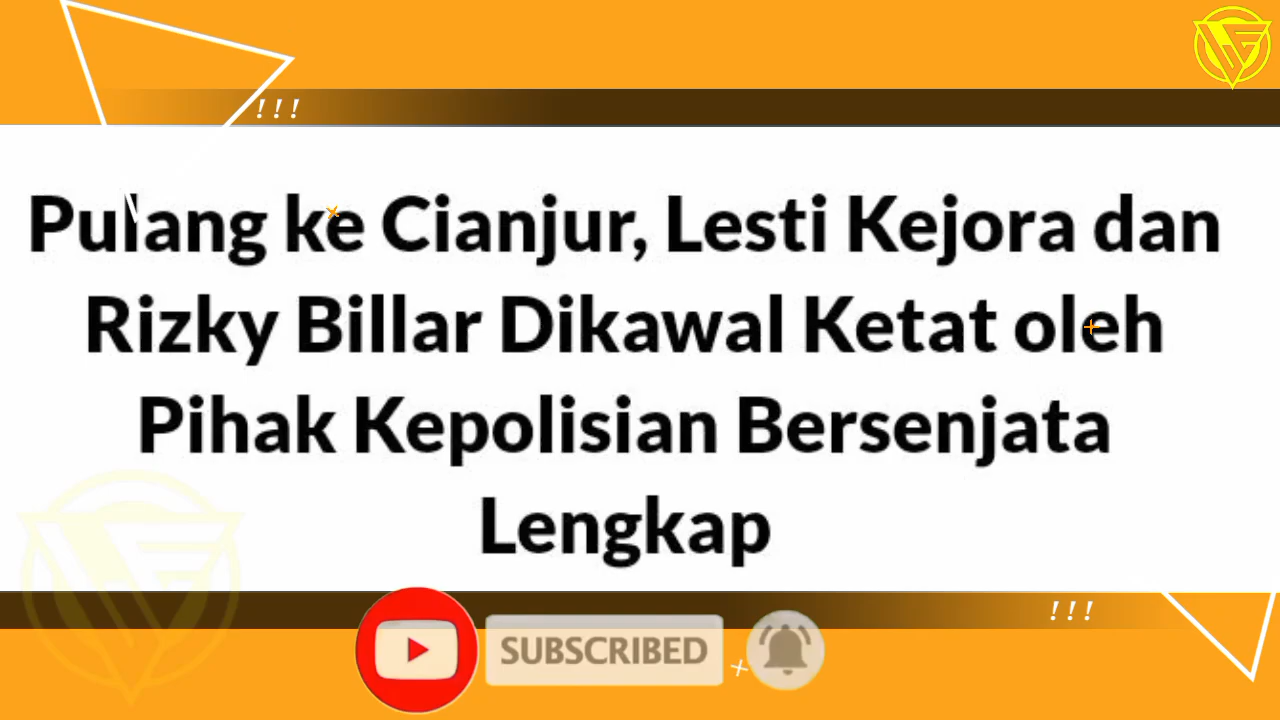 !!!
Pulang ke Cianjur, Lesti Kejora dan
Rizky Billar Dikawal Ketat oleh
Pihak Kepolisian Bersenjata
Lengkap
!!!
SUBSCRIBED